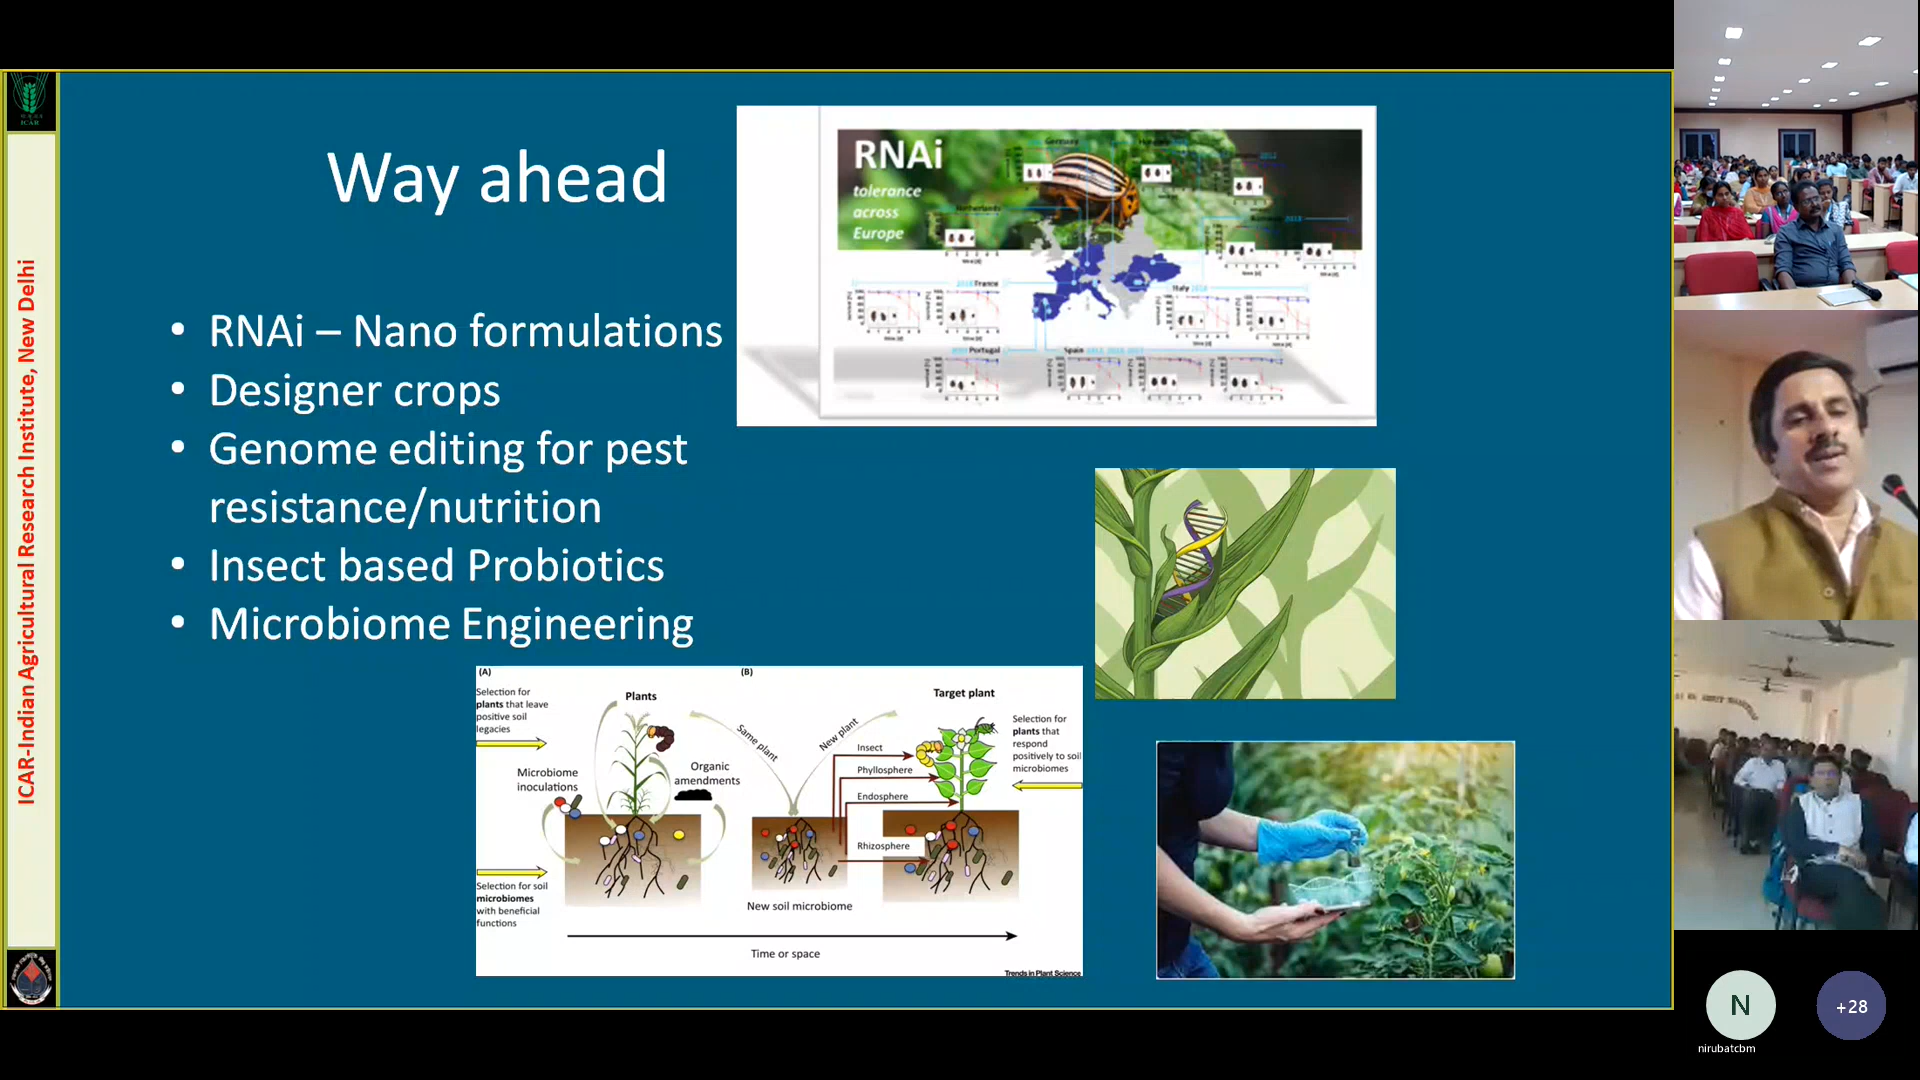 ICAR
ICAR-Indian Agricultural Research Institute, New Delhi
Way ahead
• RNAi – Nano formulations
• Designer crops
• Genome editing for pest
resistance/nutrition
• Insect based Probiotics
• Microbiome Engineering
RNAi
tolerance
across
Europe
Germany
Netherlands
2018 France
Italy
Portugal
Spain
(A)
Selection for
plants that leave
positive soil
legacies
Plants
Microbiome
inoculations
Organic
amendments
Selection for soil
microbiomes
with beneficial
functions
(B)
Same plant
New plant
Target plant
Insect
Phyllosphere
Endosphere
Rhizosphere
Selection for
plants that
respond
positively to soil
microbiomes
New soil microbiome
Time or space
Trends in Plant Science
N
+28
nirubatcbm